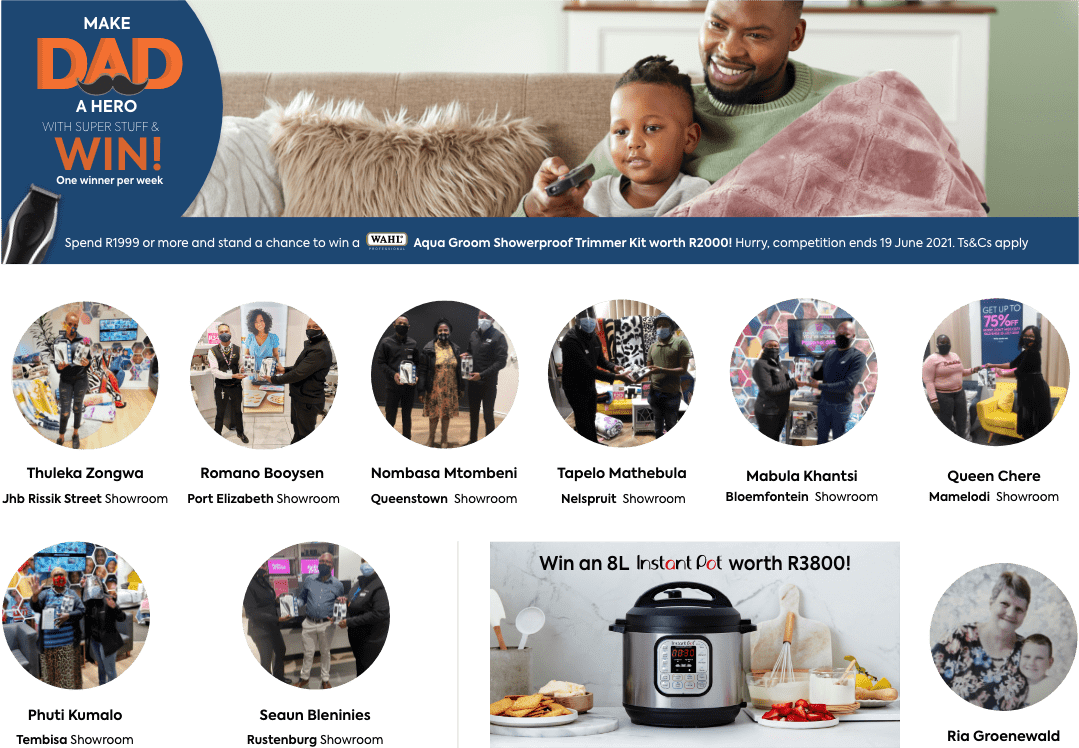 MAKE
DAD
A HERO
WITH SUPER STUFF &
WIN!
One winner per week
Spend R1999 or more and stand a chance to win a WAHL PROFESSIONAL Aqua Groom Showerproof Trimmer Kit worth R2000! Hurry, competition ends 19 June 2021. Ts&Cs apply
GET UP TO
75% OFF
Thuleka Zongwa
Jhb Rissik Street Showroom
Romano Booysen
Port Elizabeth Showroom
Nombasa Mtombeni
Queenstown Showroom
Tapelo Mathebula
Nelspruit Showroom
Mabula Khantsi
Bloemfontein Showroom
Queen Chere
Mamelodi Showroom
Win an 8L Instant Pot worth R3800!
Phuti Kumalo
Tembisa Showroom
Seaun Bleninies
Rustenburg Showroom
Ria Groenewald